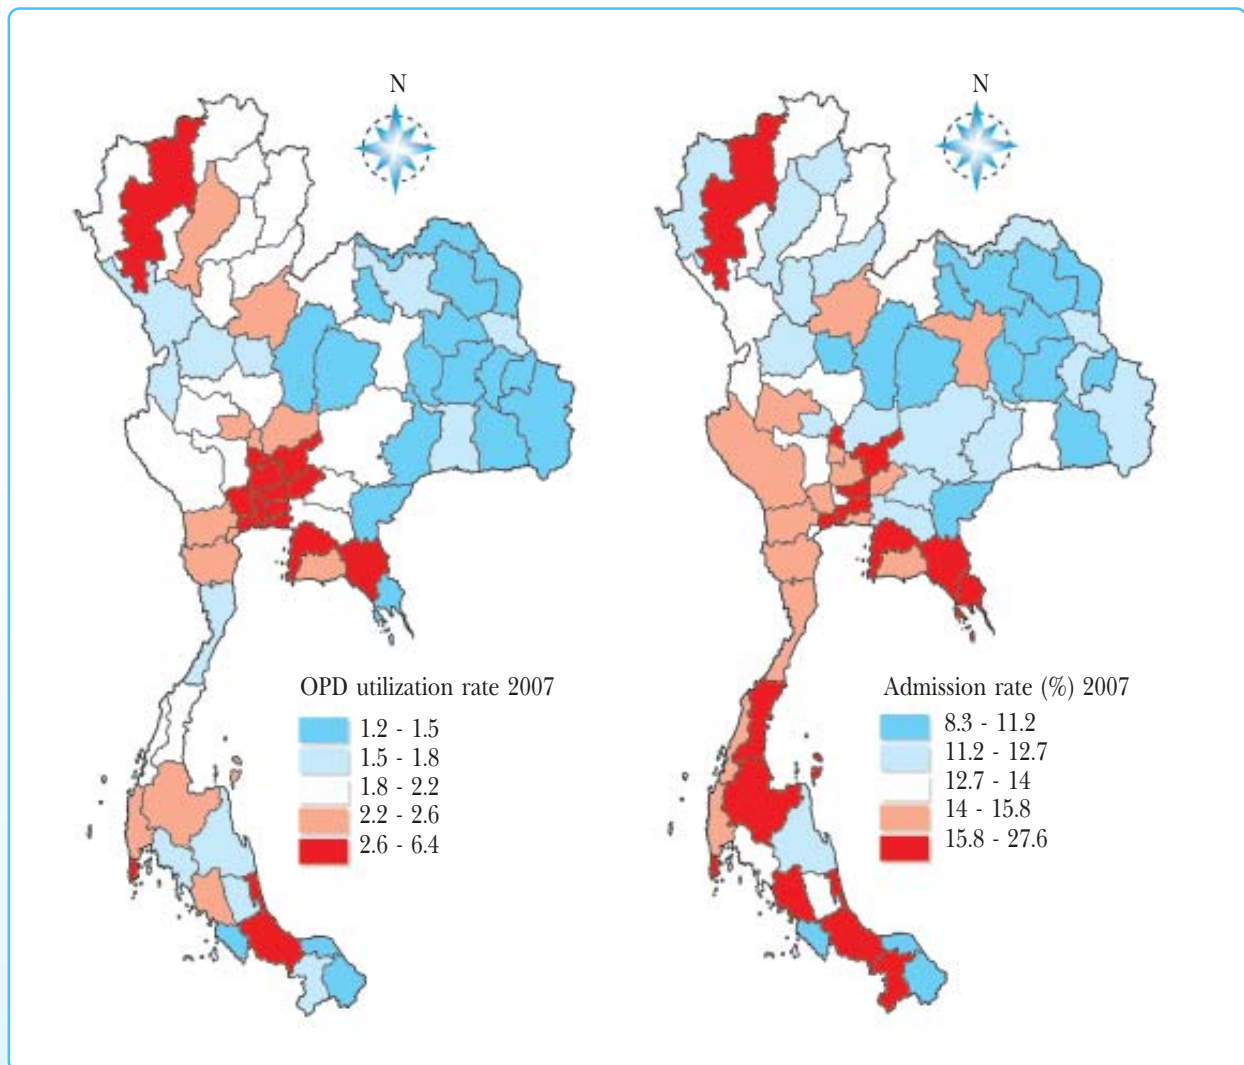 N
OPD utilization rate 2007
1.2 - 1.5
1.5 - 1.8
1.8 - 2.2
2.2 - 2.6
2.6 - 6.4
N
Admission rate (%) 2007
8.3 - 11.2
11.2 - 12.7
12.7 - 14
14 - 15.8
15.8 - 27.6